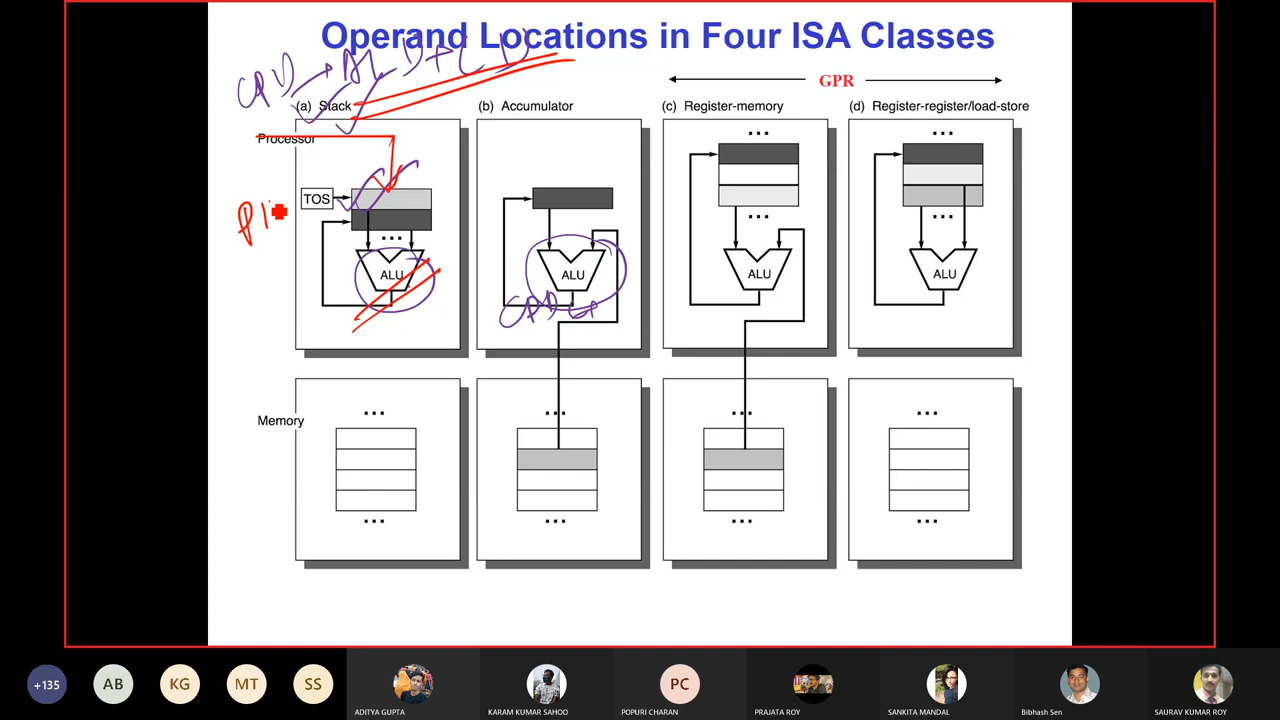 Operand Locations in Four ISA Classes
GPR
(a) Stack
(b) Accumulator
(c) Register-memory
(d) Register-register/load-store
Processor
TOS
...
...
...
...
...
ALU
ALU
ALU
ALU
Memory
...
...
...
...
...
...
...
...
+135
AB
KG
MT
SS
PC
ADITYA GUPTA
KARAM KUMAR SAHOO
POPURI CHARAN
PRAJATA ROY
SANKITA MANDAL
Bibhash Sen
SAURAV KUMAR ROY